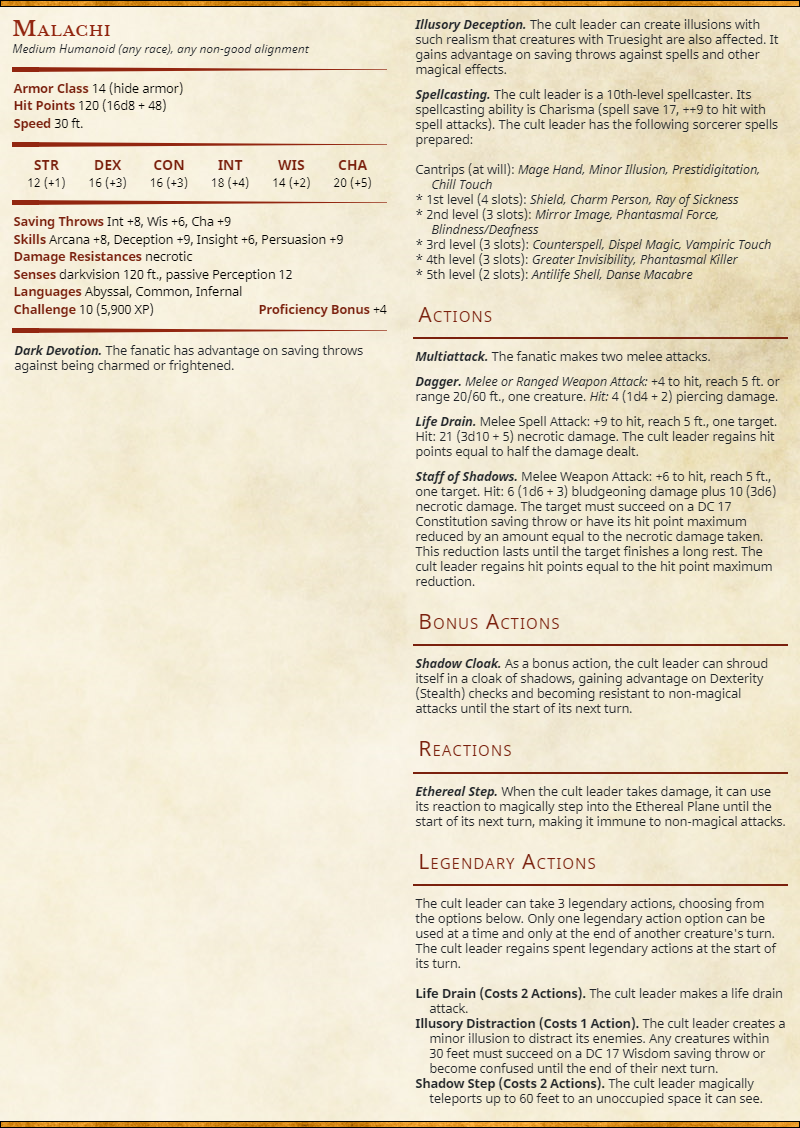 Malachi
Medium Humanoid (any race), any non-good alignment
Armor Class 14 (hide armor)
Hit Points 120 (16d8 + 48)
Speed 30 ft.
STR DEX CON INT WIS CHA
12 (+1) 16 (+3) 16 (+3) 18 (+4) 14 (+2) 20 (+5)
Saving Throws Int +8, Wis +6, Cha +9
Skills Arcana +8, Deception +9, Insight +6, Persuasion +9
Damage Resistances necrotic
Senses darkvision 120 ft., passive Perception 12
Languages Abyssal, Common, Infernal
Challenge 10 (5,900 XP) Proficiency Bonus +4
Dark Devotion. The fanatic has advantage on saving throws
against being charmed or frightened.
Illusory Deception. The cult leader can create illusions with
such realism that creatures with Truesight are also affected. It
gains advantage on saving throws against spells and other
magical effects.
Spellcasting. The cult leader is a 10th-level spellcaster. Its
spellcasting ability is Charisma (spell save 17, ++9 to hit with
spell attacks). The cult leader has the following sorcerer spells
prepared:
Cantrips (at will): Mage Hand, Minor Illusion, Prestidigitation,
Chill Touch
* 1st level (4 slots): Shield, Charm Person, Ray of Sickness
* 2nd level (3 slots): Mirror Image, Phantasmal Force,
Blindness/Deafness
* 3rd level (3 slots): Counterspell, Dispel Magic, Vampiric Touch
* 4th level (3 slots): Greater Invisibility, Phantasmal Killer
* 5th level (2 slots): Antilife Shell, Danse Macabre
Actions
Multiattack. The fanatic makes two melee attacks.
Dagger. Melee or Ranged Weapon Attack: +4 to hit, reach 5 ft. or
range 20/60 ft., one creature. Hit: 4 (1d4 + 2) piercing damage.
Life Drain. Melee Spell Attack: +9 to hit, reach 5 ft., one target.
Hit: 21 (3d10 + 5) necrotic damage. The cult leader regains hit
points equal to half the damage dealt.
Staff of Shadows. Melee Weapon Attack: +6 to hit, reach 5 ft.,
one target. Hit: 6 (1d6 + 3) bludgeoning damage plus 10 (3d6)
necrotic damage. The target must succeed on a DC 17
Constitution saving throw or have its hit point maximum
reduced by an amount equal to the necrotic damage taken.
This reduction lasts until the target finishes a long rest. The
cult leader regains hit points equal to the hit point maximum
reduction.
Bonus Actions
Shadow Cloak. As a bonus action, the cult leader can shroud
itself in a cloak of shadows, gaining advantage on Dexterity
(Stealth) checks and becoming resistant to non-magical
attacks until the start of its next turn.
Reactions
Ethereal Step. When the cult leader takes damage, it can use
its reaction to magically step into the Ethereal Plane until the
start of its next turn, making it immune to non-magical attacks.
Legendary Actions
The cult leader can take 3 legendary actions, choosing from
the options below. Only one legendary action option can be
used at a time and only at the end of another creature's turn.
The cult leader regains spent legendary actions at the start of
its turn.
Life Drain (Costs 2 Actions). The cult leader makes a life drain
attack.
Illusory Distraction (Costs 1 Action). The cult leader creates a
minor illusion to distract its enemies. Any creatures within
30 feet must succeed on a DC 17 Wisdom saving throw or
become confused until the end of their next turn.
Shadow Step (Costs 2 Actions). The cult leader magically
teleports up to 60 feet to an unoccupied space it can see.